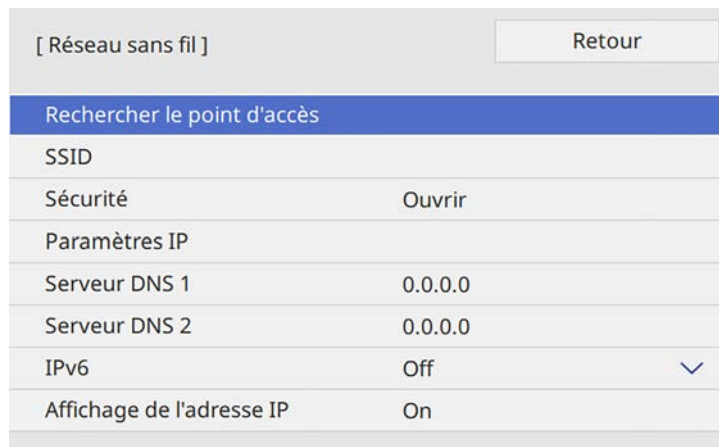 [ Réseau sans fil ]
Retour
Rechercher le point d'accès
SSID
Sécurité Ouvrir
Paramètres IP
Serveur DNS 1 0.0.0.0
Serveur DNS 2 0.0.0.0
IPv6 Off
Affichage de l'adresse IP On